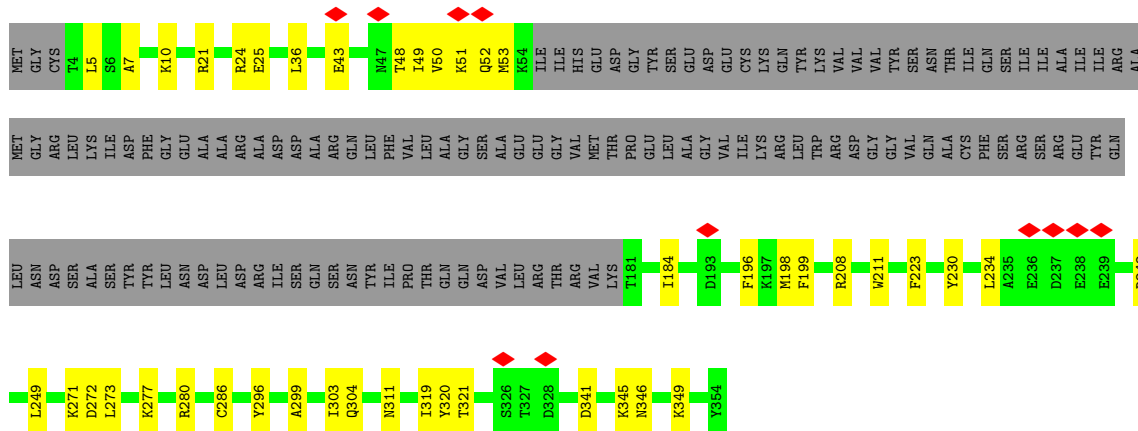 MET GLY CYS T4 L5 S6 A7 K10 R21 R24 E25 L36 E43 N47 T48 I49 V50 K51 Q52 M53 K54 ILE ILE HIS GLU ASP GLY TYR SER GLU ASP GLU CYS LYS GLN TYR LYS VAL VAL VAL TYR SER ASN THR ILE GLN SER ILE ILE ALA ILE ILE ARG ALA
MET GLY ARG LEU LYS ILE ASP PHE GLY GLU ALA ALA ARG ALA ASP ASP ALA ARG GLN LEU PHE VAL LEU ALA GLY SER ALA GLU GLU GLY VAL MET THR PRO GLU LEU ALA GLY VAL ILE LYS ARG LEU TRP ARG ASP GLY GLY VAL GLN ALA CYS PHE SER ARG SER ARG GLU TYR GLN
LEU ASN ASP SER ALA SER TYR TYR LEU ASN ASP LEU ASP ARG ILE SER GLN SER ASN TYR ILE PRO THR GLN GLN ASP VAL LEU ARG THR ARG VAL LYS T181 I184 D193 F196 K197 M198 F199 R208 W211 F223 Y230 L234 A235 E236 D237 E238 E239
L249 K271 D272 L273 K277 R280 C286 Y296 A299 I303 Q304 N311 I319 Y320 T321 S326 T327 D328 D341 K345 N346 K349 Y354